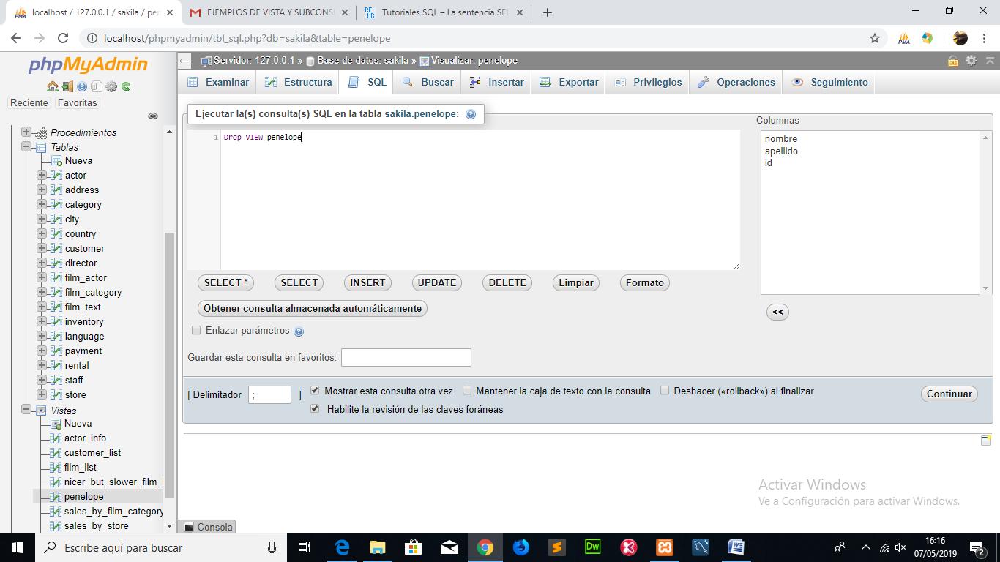 localhost / 127.0.0.1 / sakila / pen
EJEMPLOS DE VISTA Y SUBCONS
Tutoriales SQL – La sentencia SEL
localhost/phpmyadmin/tbl_sql.php?db=sakila&table=penelope
phpMyAdmin
Reciente
Favoritas
Procedimientos
Tablas
Nueva
actor
address
category
city
country
customer
director
film_actor
film_category
film_text
inventory
language
payment
rental
staff
store
Vistas
Nueva
actor_info
customer_list
film_list
nicer_but_slower_film_
penelope
sales_by_film_category
sales_by_store
Servidor: 127.0.0.1 » Base de datos: sakila » Visualizar: penelope
Examinar
Estructura
SQL
Buscar
Insertar
Exportar
Privilegios
Operaciones
Seguimiento
Ejecutar la(s) consulta(s) SQL en la tabla sakila.penelope:
1 Drop VIEW penelope
Columnas
nombre
apellido
id
SELECT *
SELECT
INSERT
UPDATE
DELETE
Limpiar
Formato
<<
Obtener consulta almacenada automáticamente
Enlazar parámetros
Guardar esta consulta en favoritos:
[ Delimitador ; ]
Mostrar esta consulta otra vez
Mantener la caja de texto con la consulta
Deshacer («rollback») al finalizar
Habilite la revisión de las claves foráneas
Continuar
Activar Windows
Ve a Configuración para activar Windows.
Consola
Escribe aquí para buscar
Dw
16:16
07/05/2019
2